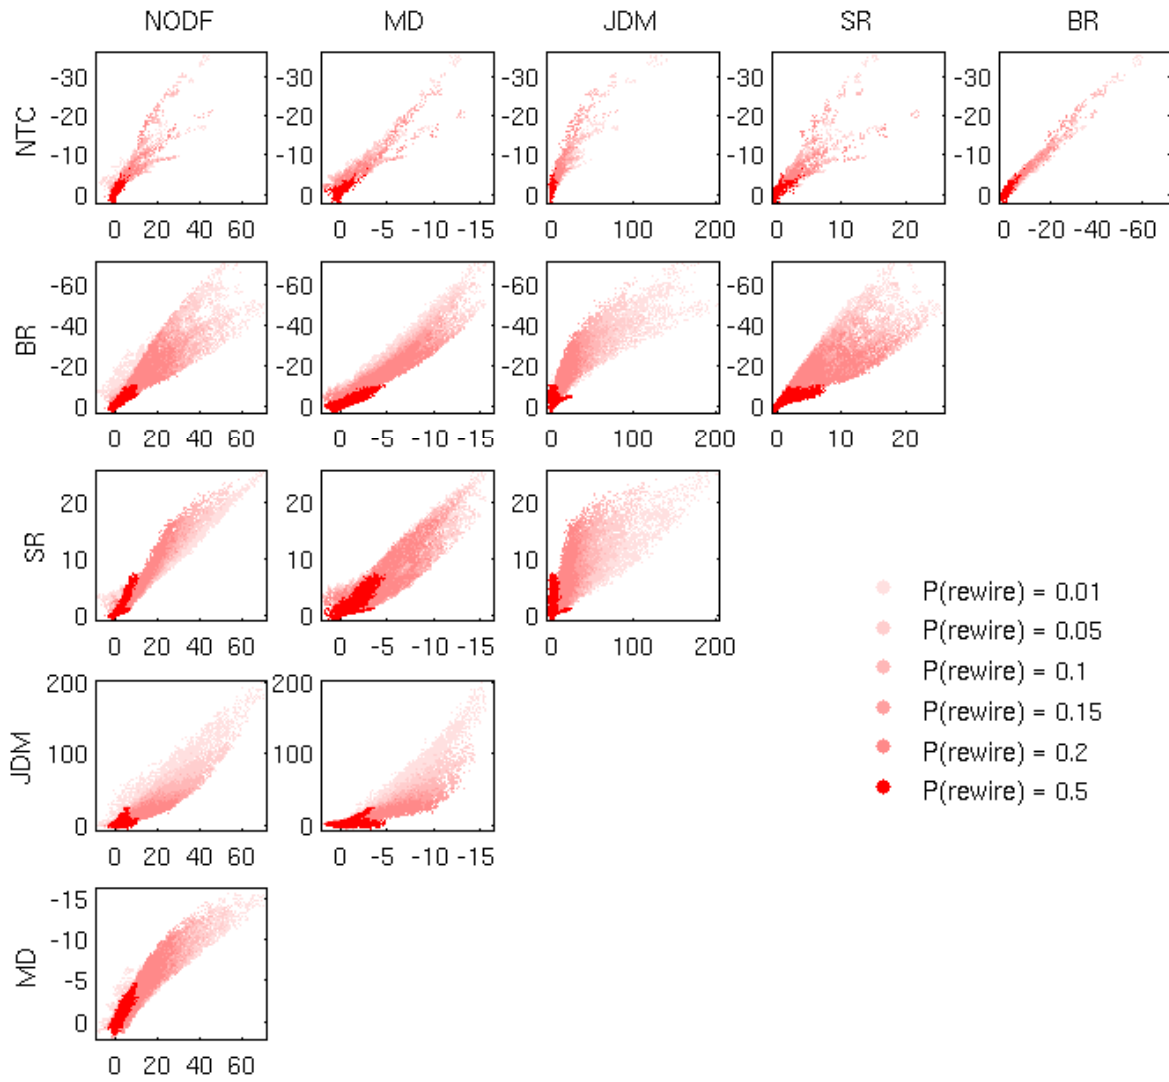 NODF MD JDM SR BR
NTC
-30 -30 -30 -30 -30
-20 -20 -20 -20 -20
-10 -10 -10 -10 -10
0 0 0 0 0
0 20 40 60 0 -5 -10 -15 0 100 200 0 10 20 0 -20 -40 -60
BR
-60 -60 -60 -60
-40 -40 -40 -40
-20 -20 -20 -20
0 0 0 0
0 20 40 60 0 -5 -10 -15 0 100 200 0 10 20
SR
20 20 20
10 10 10
0 0 0
0 20 40 60 0 -5 -10 -15 0 100 200
P(rewire) = 0.01
P(rewire) = 0.05
P(rewire) = 0.1
P(rewire) = 0.15
P(rewire) = 0.2
P(rewire) = 0.5
JDM
200 200
100 100
0 0
0 20 40 60 0 -5 -10 -15
MD
-15
-10
-5
0
0 20 40 60